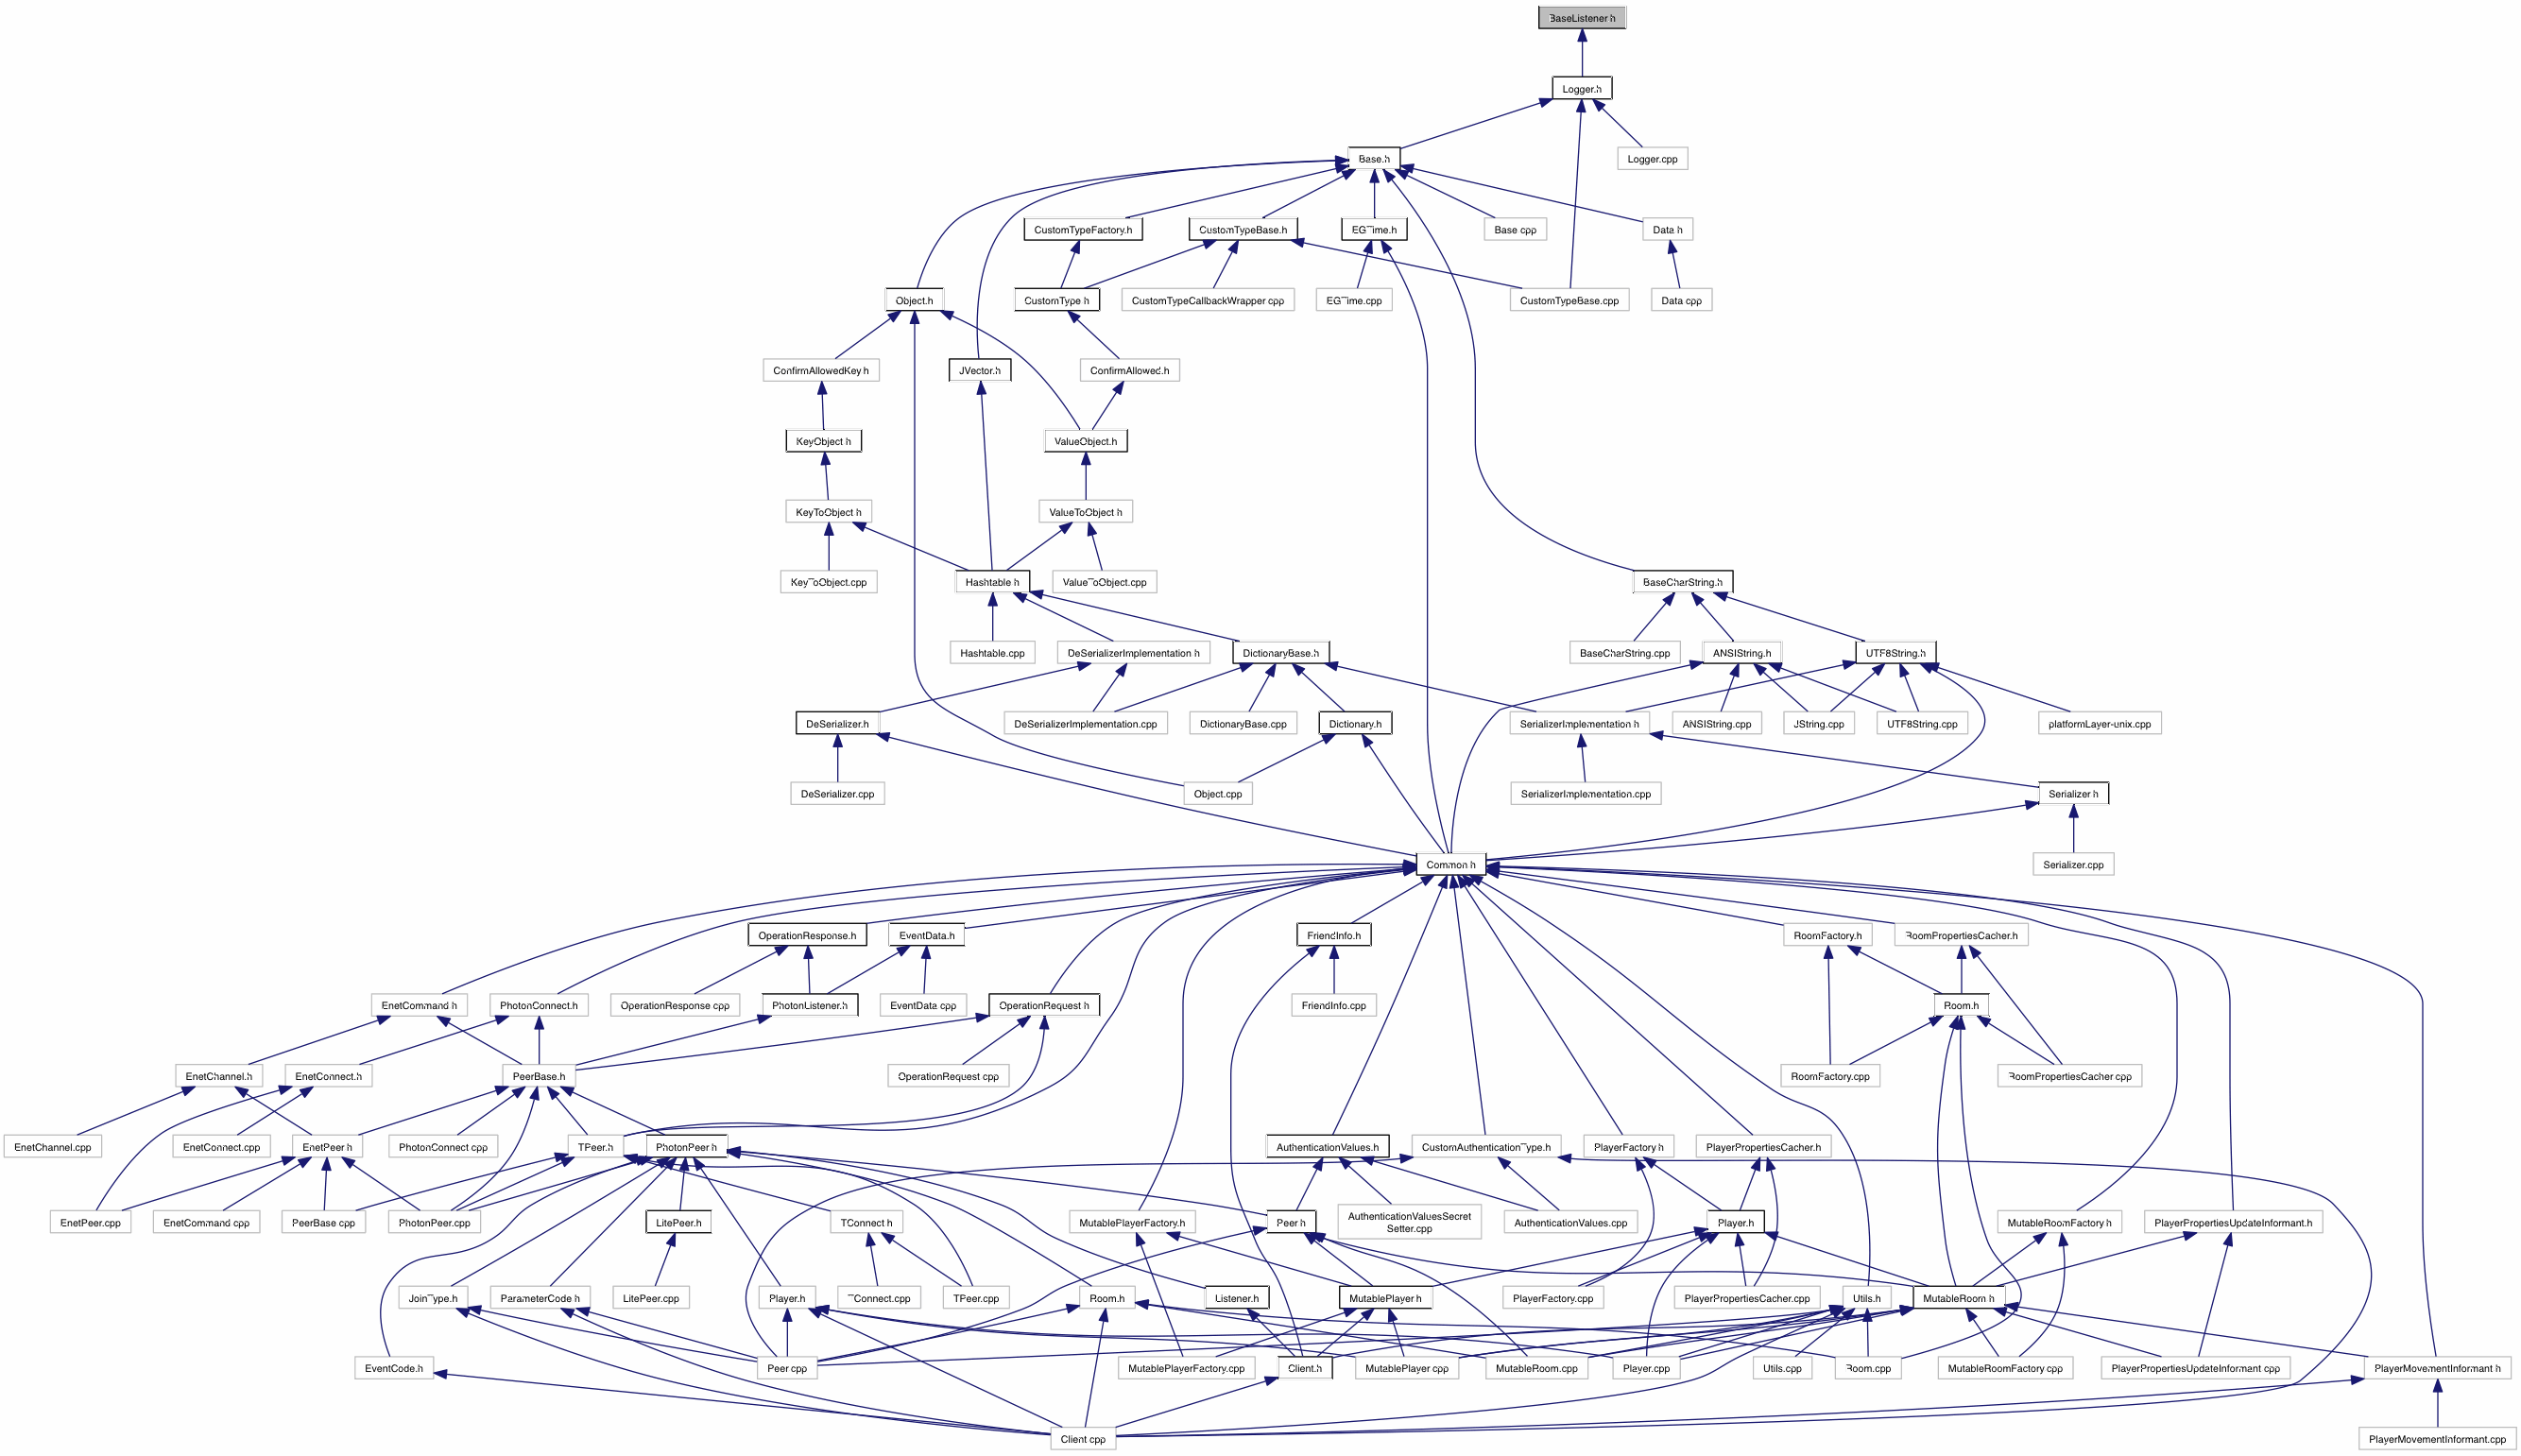 BaseListener.h
Logger.h
Base.h
Logger.cpp
CustomTypeFactory.h
CustomTypeBase.h
EGTime.h
Base.cpp
Data.h
Object.h
CustomType.h
CustomTypeCallbackWrapper.cpp
EGTime.cpp
CustomTypeBase.cpp
Data.cpp
ConfirmAllowedKey.h
JVector.h
ConfirmAllowed.h
KeyObject.h
ValueObject.h
KeyToObject.h
ValueToObject.h
KeyToObject.cpp
Hashtable.h
ValueToObject.cpp
BaseCharString.h
Hashtable.cpp
DeSerializerImplementation.h
DictionaryBase.h
BaseCharString.cpp
ANSIString.h
UTF8String.h
DeSerializer.h
DeSerializerImplementation.cpp
DictionaryBase.cpp
Dictionary.h
SerializerImplementation.h
ANSIString.cpp
JString.cpp
UTF8String.cpp
platformLayer-unix.cpp
DeSerializer.cpp
Object.cpp
SerializerImplementation.cpp
Serializer.h
Common.h
Serializer.cpp
OperationResponse.h
EventData.h
FriendInfo.h
RoomFactory.h
RoomPropertiesCacher.h
EnetCommand.h
PhotonConnect.h
OperationResponse.cpp
PhotonListener.h
EventData.cpp
OperationRequest.h
FriendInfo.cpp
Room.h
EnetChannel.h
EnetConnect.h
PeerBase.h
OperationRequest.cpp
RoomFactory.cpp
RoomPropertiesCacher.cpp
EnetChannel.cpp
EnetConnect.cpp
EnetPeer.h
PhotonConnect.cpp
TPeer.h
PhotonPeer.h
AuthenticationValues.h
CustomAuthenticationType.h
PlayerFactory.h
PlayerPropertiesCacher.h
EnetPeer.cpp
EnetCommand.cpp
PeerBase.cpp
PhotonPeer.cpp
LitePeer.h
TConnect.h
MutablePlayerFactory.h
Peer.h
AuthenticationValuesSecret
Setter.cpp
AuthenticationValues.cpp
Player.h
MutableRoomFactory.h
PlayerPropertiesUpdateInformant.h
JoinType.h
ParameterCode.h
LitePeer.cpp
Player.h
TConnect.cpp
TPeer.cpp
Room.h
Listener.h
MutablePlayer.h
PlayerFactory.cpp
PlayerPropertiesCacher.cpp
Utils.h
MutableRoom.h
EventCode.h
Peer.cpp
MutablePlayerFactory.cpp
Client.h
MutablePlayer.cpp
MutableRoom.cpp
Player.cpp
Utils.cpp
Room.cpp
MutableRoomFactory.cpp
PlayerPropertiesUpdateInformant.cpp
PlayerMovementInformant.h
Client.cpp
PlayerMovementInformant.cpp